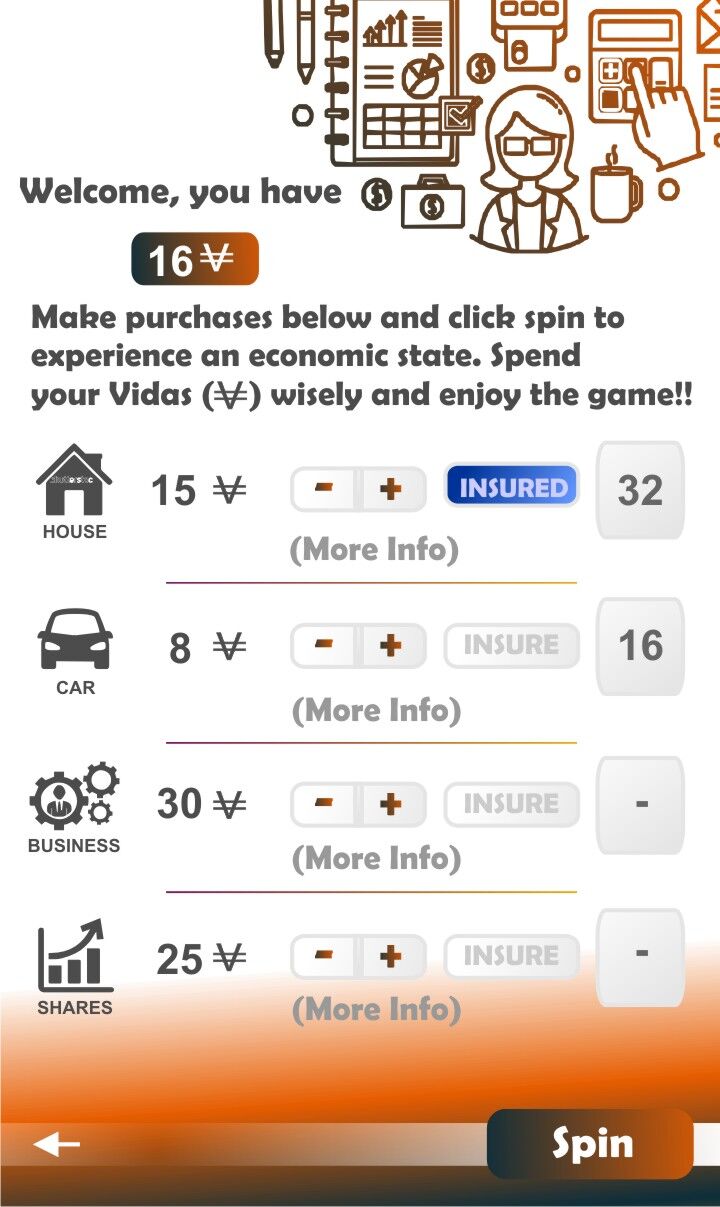 Welcome, you have
16 ₩
Make purchases below and click spin to
experience an economic state. Spend
your Vidas (₩) wisely and enjoy the game!!
HOUSE
15 ₩
- +
INSURED
32
(More Info)
CAR
8 ₩
- +
INSURE
16
(More Info)
BUSINESS
30 ₩
- +
INSURE
-
(More Info)
SHARES
25 ₩
- +
INSURE
-
(More Info)
Spin